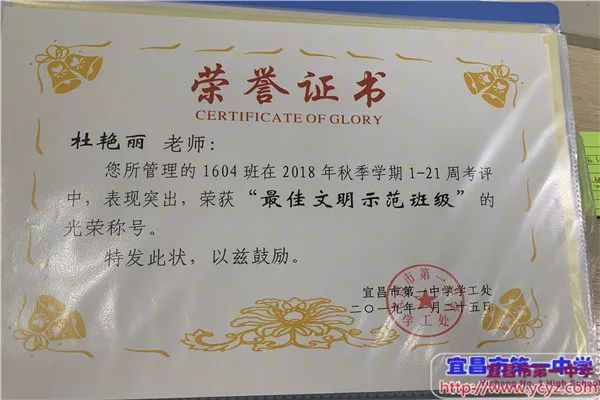 荣誉证书
CERTIFICATE OF GLORY
杜艳丽 老师：
您所管理的1604班在2018年秋季学期1-21周考评
中，表现突出，荣获“最佳文明示范班级”的
光荣称号。
特发此状，以兹鼓励。
宜昌市第一中学学工处
二〇一九年一月二十五日
学工处
宜昌市第一中学
http://www.ycyz.com